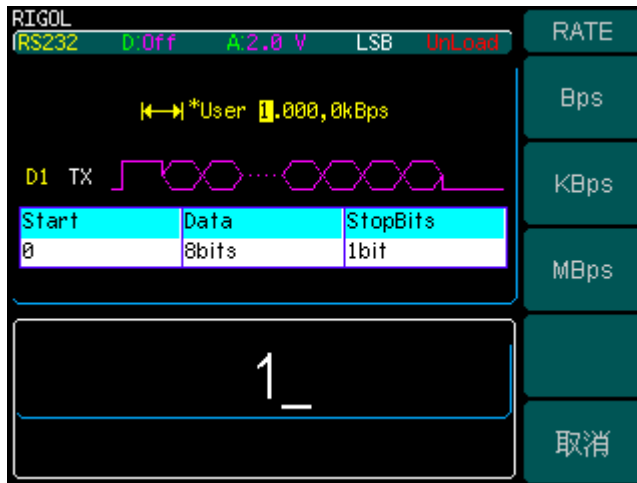 RIGOL
RS232 D:Off A:2.0 V LSB UnLoad
*User 1.000,0kBps
D1 TX
Start Data StopBits
0 8bits 1bit
1_
RATE
Bps
KBps
MBps
取消